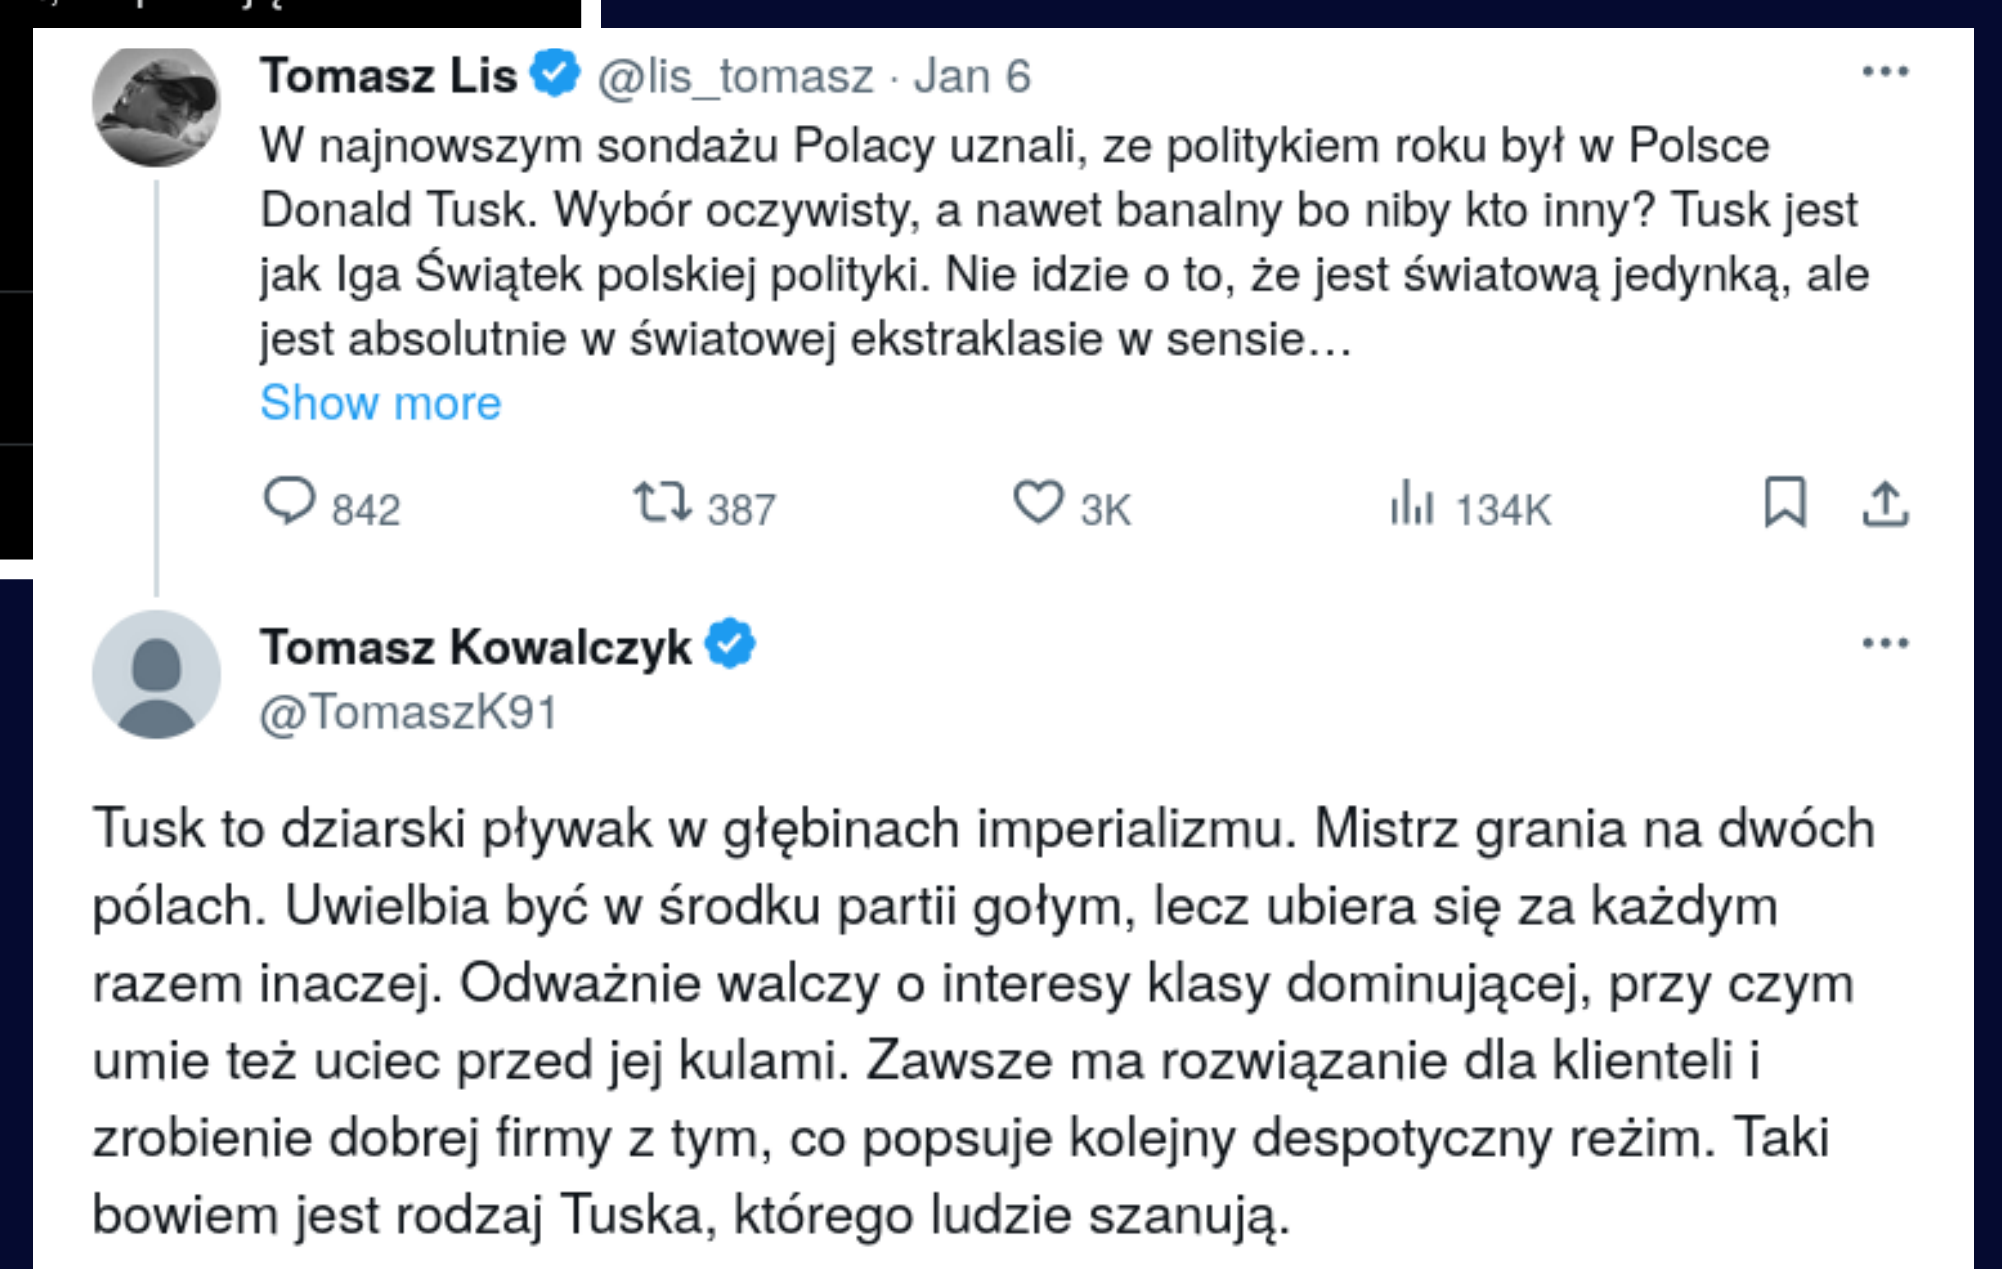 Tomasz Lis @lis_tomasz · Jan 6
W najnowszym sondażu Polacy uznali, ze politykiem roku był w Polsce
Donald Tusk. Wybór oczywisty, a nawet banalny bo niby kto inny? Tusk jest
jak Iga Świątek polskiej polityki. Nie idzie o to, że jest światową jedynką, ale
jest absolutnie w światowej ekstraklasie w sensie...
Show more
842 387 3K 134K
Tomasz Kowalczyk
@TomaszK91
Tusk to dziarski pływak w głębinach imperializmu. Mistrz grania na dwóch
pólach. Uwielbia być w środku partii gołym, lecz ubiera się za każdym
razem inaczej. Odważnie walczy o interesy klasy dominującej, przy czym
umie też uciec przed jej kulami. Zawsze ma rozwiązanie dla klienteli i
zrobienie dobrej firmy z tym, co popsuje kolejny despotyczny reżim. Taki
bowiem jest rodzaj Tuska, którego ludzie szanują.